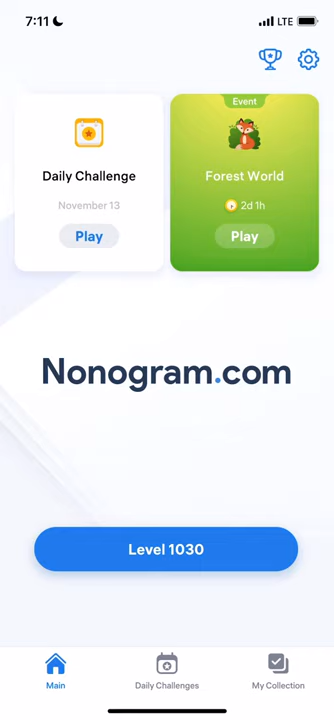 7:11
LTE
Event
Daily Challenge
Forest World
November 13
2d 1h
Play
Play
Nonogram.com
Level 1030
Main
Daily Challenges
My Collection